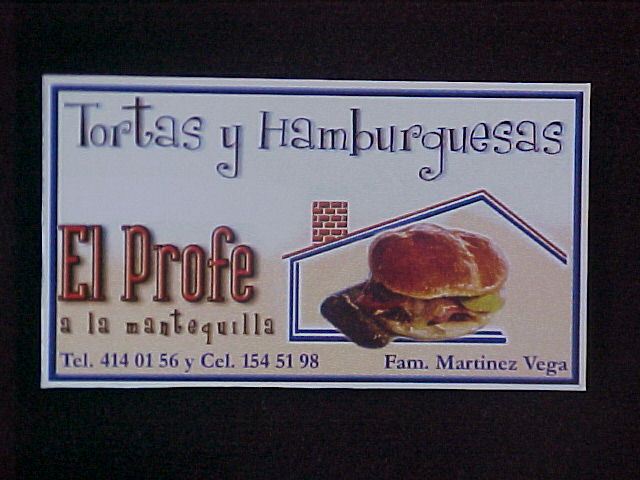 Tortas y Hamburguesas
El Profe
a la mantequilla
Tel. 414 01 56 y Cel. 154 51 98 Fam. Martinez Vega